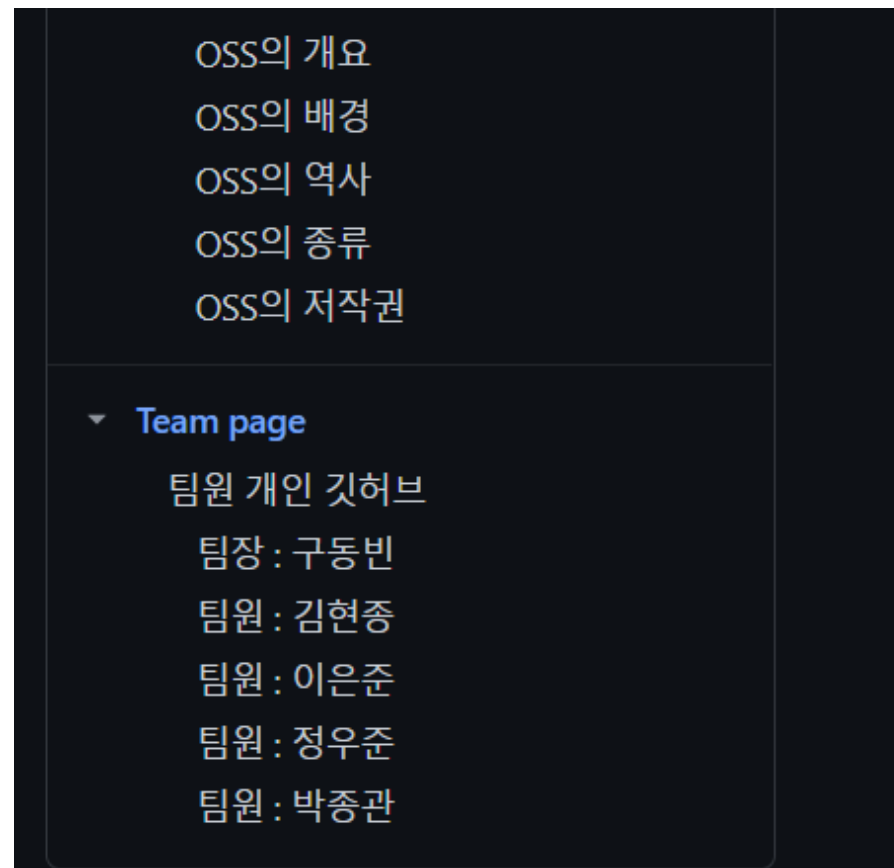 OSS의 개요
OSS의 배경
OSS의 역사
OSS의 종류
OSS의 저작권
Team page
팀원 개인 깃허브
팀장 : 구동빈
팀원 : 김현종
팀원 : 이은준
팀원 : 정우준
팀원 : 박종관